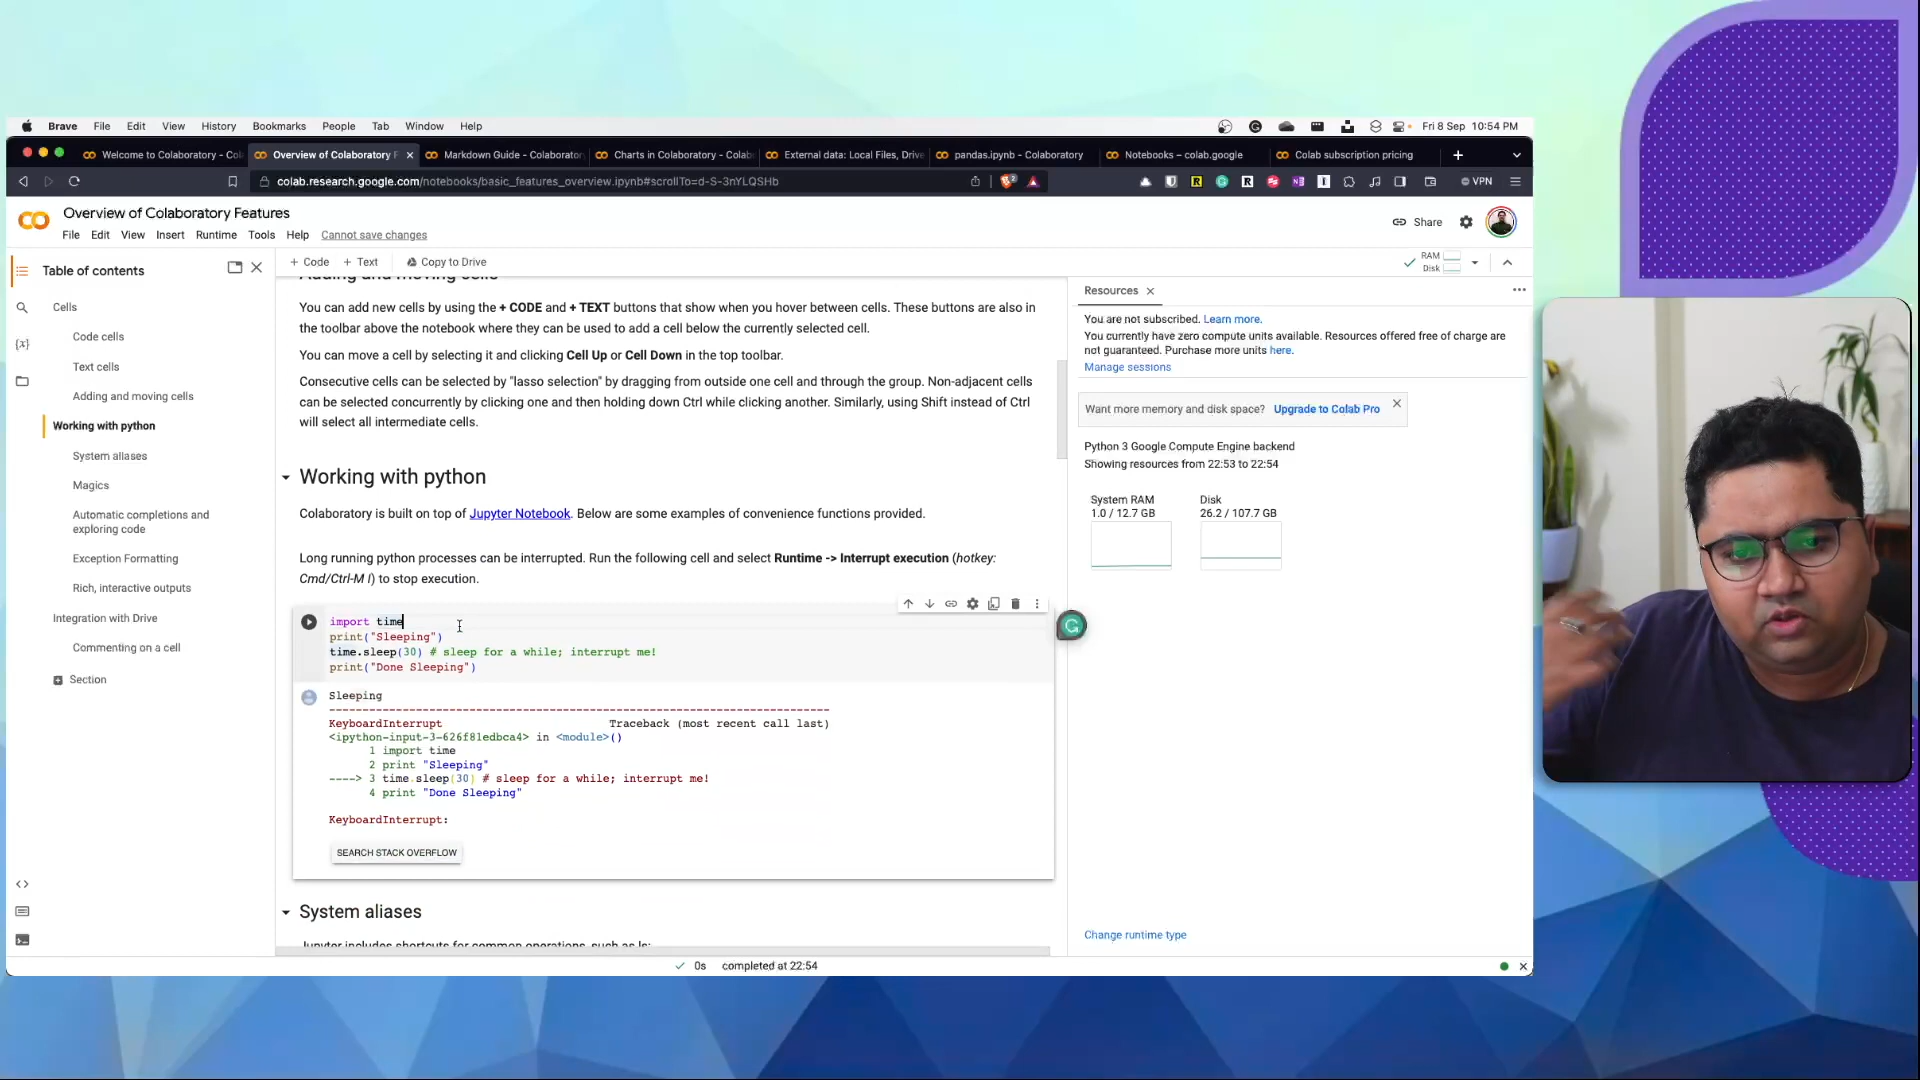 Brave File Edit View History Bookmarks People Tab Window Help Fri 8 Sep 10:54 PM
Welcome to Colaboratory - Col Overview of Colaboratory F Markdown Guide - Colaborator Charts in Colaboratory - Colab External data: Local Files, Drive pandas.ipynb - Colaboratory Notebooks – colab.google Colab subscription pricing
colab.research.google.com/notebooks/basic_features_overview.ipynb#scrollTo=d-S-3nYLQSHb VPN
CO Overview of Colaboratory Features
File Edit View Insert Runtime Tools Help Cannot save changes
Share
Table of contents
Cells
Code cells
Text cells
Adding and moving cells
Working with python
System aliases
Magics
Automatic completions and
exploring code
Exception Formatting
Rich, interactive outputs
Integration with Drive
Commenting on a cell
Section
+ Code + Text Copy to Drive
RAM
Disk
Adding and moving cells
You can add new cells by using the + CODE and + TEXT buttons that show when you hover between cells. These buttons are also in
the toolbar above the notebook where they can be used to add a cell below the currently selected cell.
You can move a cell by selecting it and clicking Cell Up or Cell Down in the top toolbar.
Consecutive cells can be selected by "lasso selection" by dragging from outside one cell and through the group. Non-adjacent cells
can be selected concurrently by clicking one and then holding down Ctrl while clicking another. Similarly, using Shift instead of Ctrl
will select all intermediate cells.
Working with python
Colaboratory is built on top of Jupyter Notebook. Below are some examples of convenience functions provided.
Long running python processes can be interrupted. Run the following cell and select Runtime -> Interrupt execution (hotkey:
Cmd/Ctrl-M I) to stop execution.
import time
print("Sleeping")
time.sleep(30) # sleep for a while; interrupt me!
print("Done Sleeping")
Sleeping
---------------------------------------------------------------------------
KeyboardInterrupt Traceback (most recent call last)
<ipython-input-3-626f81edbca4> in <module>()
1 import time
2 print "Sleeping"
----> 3 time.sleep(30) # sleep for a while; interrupt me!
4 print "Done Sleeping"
KeyboardInterrupt:
SEARCH STACK OVERFLOW
System aliases
Jupyter includes shortcuts for common operations, such as ls:
Resources
You are not subscribed. Learn more.
You currently have zero compute units available. Resources offered free of charge are
not guaranteed. Purchase more units here.
Manage sessions
Want more memory and disk space? Upgrade to Colab Pro
Python 3 Google Compute Engine backend
Showing resources from 22:53 to 22:54
System RAM
1.0 / 12.7 GB
Disk
26.2 / 107.7 GB
Change runtime type
0s completed at 22:54